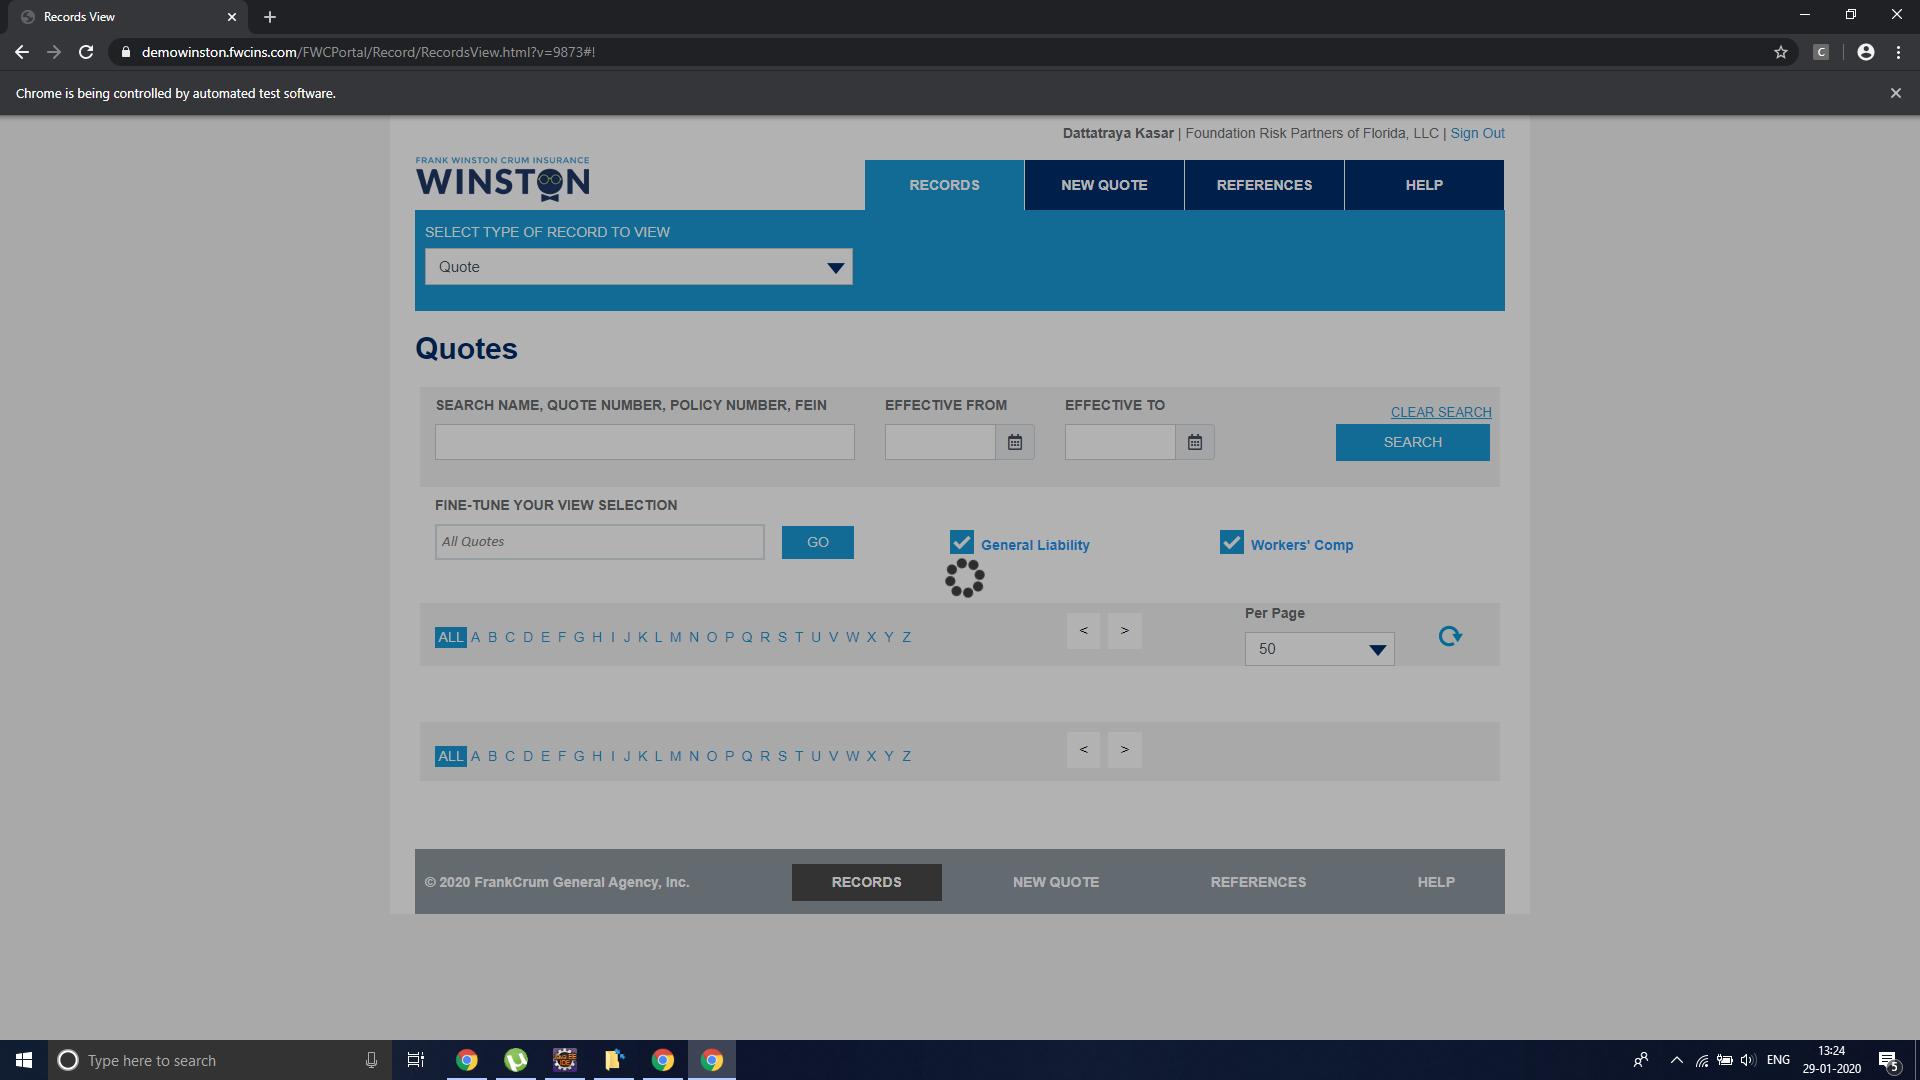 Records View
demowinston.fwcins.com/FWCPortal/Record/RecordsView.html?v=9873#!
C
Chrome is being controlled by automated test software.
Dattatraya Kasar | Foundation Risk Partners of Florida, LLC | Sign Out
FRANK WINSTON CRUM INSURANCE
WINSTON
RECORDS NEW QUOTE REFERENCES HELP
SELECT TYPE OF RECORD TO VIEW
Quote
Quotes
SEARCH NAME, QUOTE NUMBER, POLICY NUMBER, FEIN EFFECTIVE FROM EFFECTIVE TO
CLEAR SEARCH
SEARCH
FINE-TUNE YOUR VIEW SELECTION
All Quotes GO General Liability Workers' Comp
Per Page
ALL A B C D E F G H I J K L M N O P Q R S T U V W X Y Z < >
50
ALL A B C D E F G H I J K L M N O P Q R S T U V W X Y Z < >
© 2020 FrankCrum General Agency, Inc. RECORDS NEW QUOTE REFERENCES HELP
Type here to search
ENG
13:24
29-01-2020
5